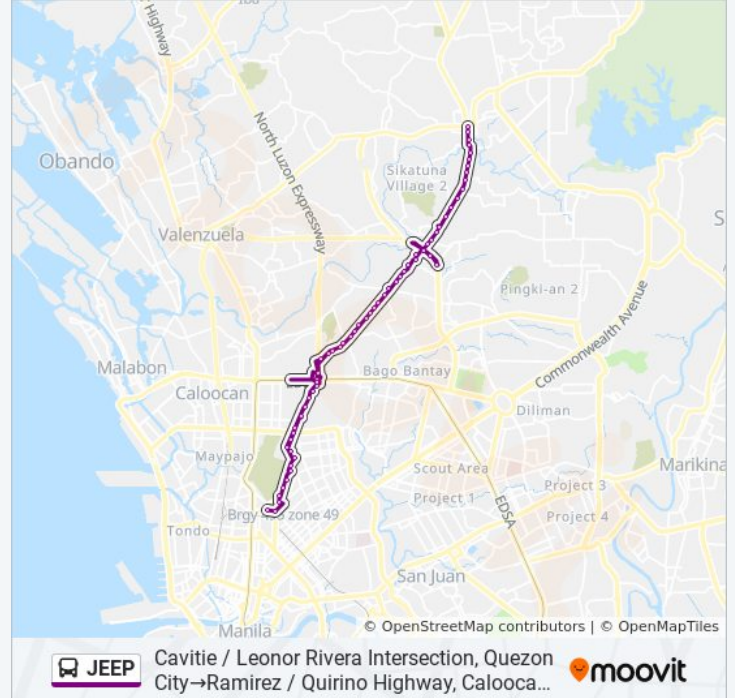 Highway
North Luzon Expressway
Obando
Sikatuna
Village 2
Valenzuela
S
Pingki-an 2
Commonwealth Avenue
Malabon
Bago Bantay
Caloocan
Diliman
Maypajo
Scout Area
Marikina
Project 3
Project 1
EDSA
Brgy
zone 49
Project 4
Tondo
San Juan
Manila
© OpenStreetMap contributors | © OpenMapTiles
JEEP
Cavitie / Leonor Rivera Intersection, Quezon
City→Ramirez / Quirino Highway, Calooca...
moovit